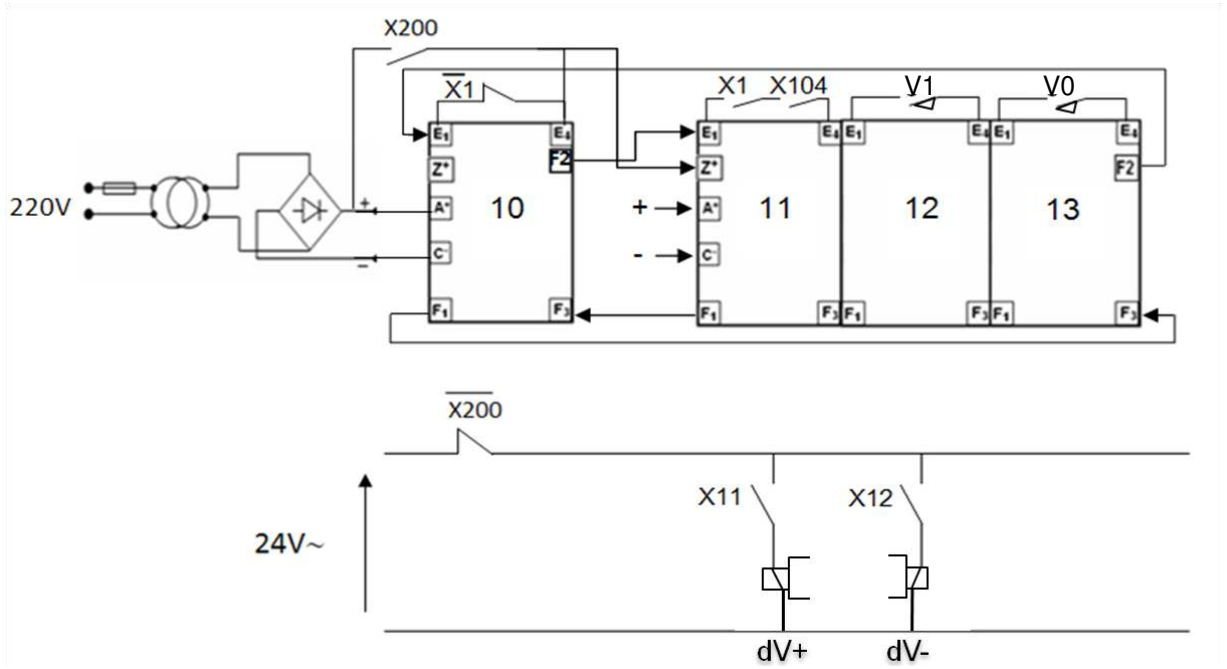 X200
X1 X1 X104 V1 V0
E1 E4 E1 E4 E1 E4 E1 E4
F2 F2
Z+ Z+
220V + A+ 10 + A+ 11 12 13
- C- - C-
F1 F3 F1 F3 F1 F3 F1 F3
X200
X11 X12
24V~
dV+ dV-